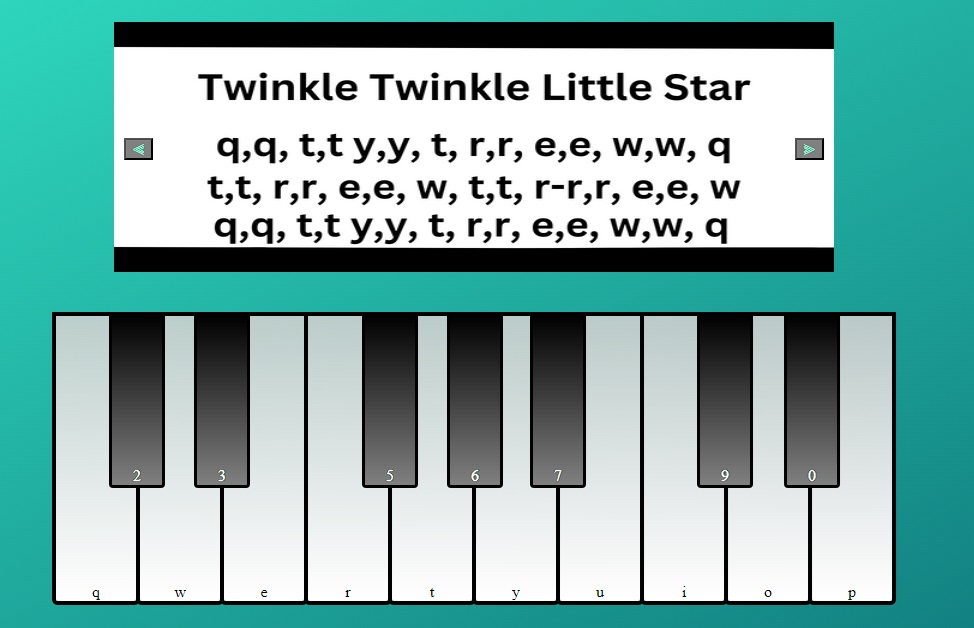 Twinkle Twinkle Little Star
q,q, t,t y,y, t, r,r, e,e, w,w, q
t,t, r,r, e,e, w, t,t, r-r,r, e,e, w
q,q, t,t y,y, t, r,r, e,e, w,w, q
2 3 5 6 7 9 0
q w e r t y u i o p